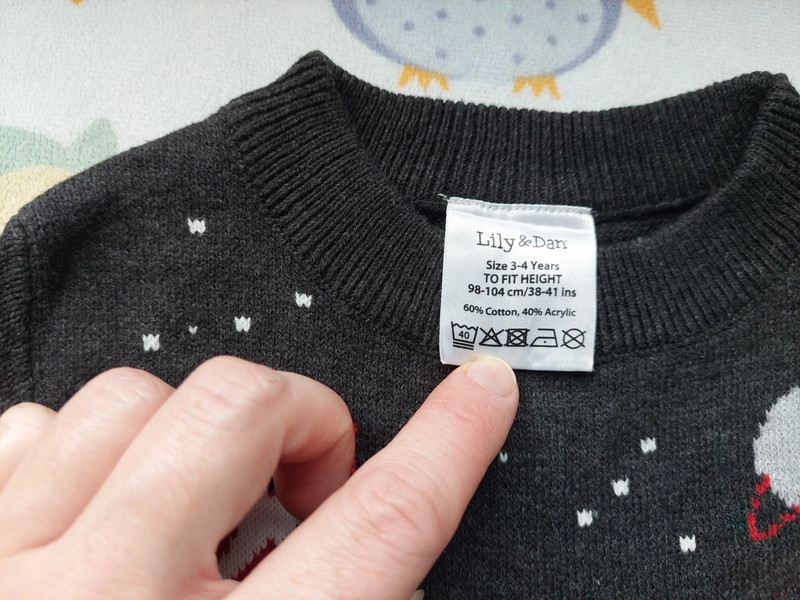 Lily & Dan
Size 3-4 Years
TO FIT HEIGHT
98-104 cm/38-41 ins
60% Cotton, 40% Acrylic
40